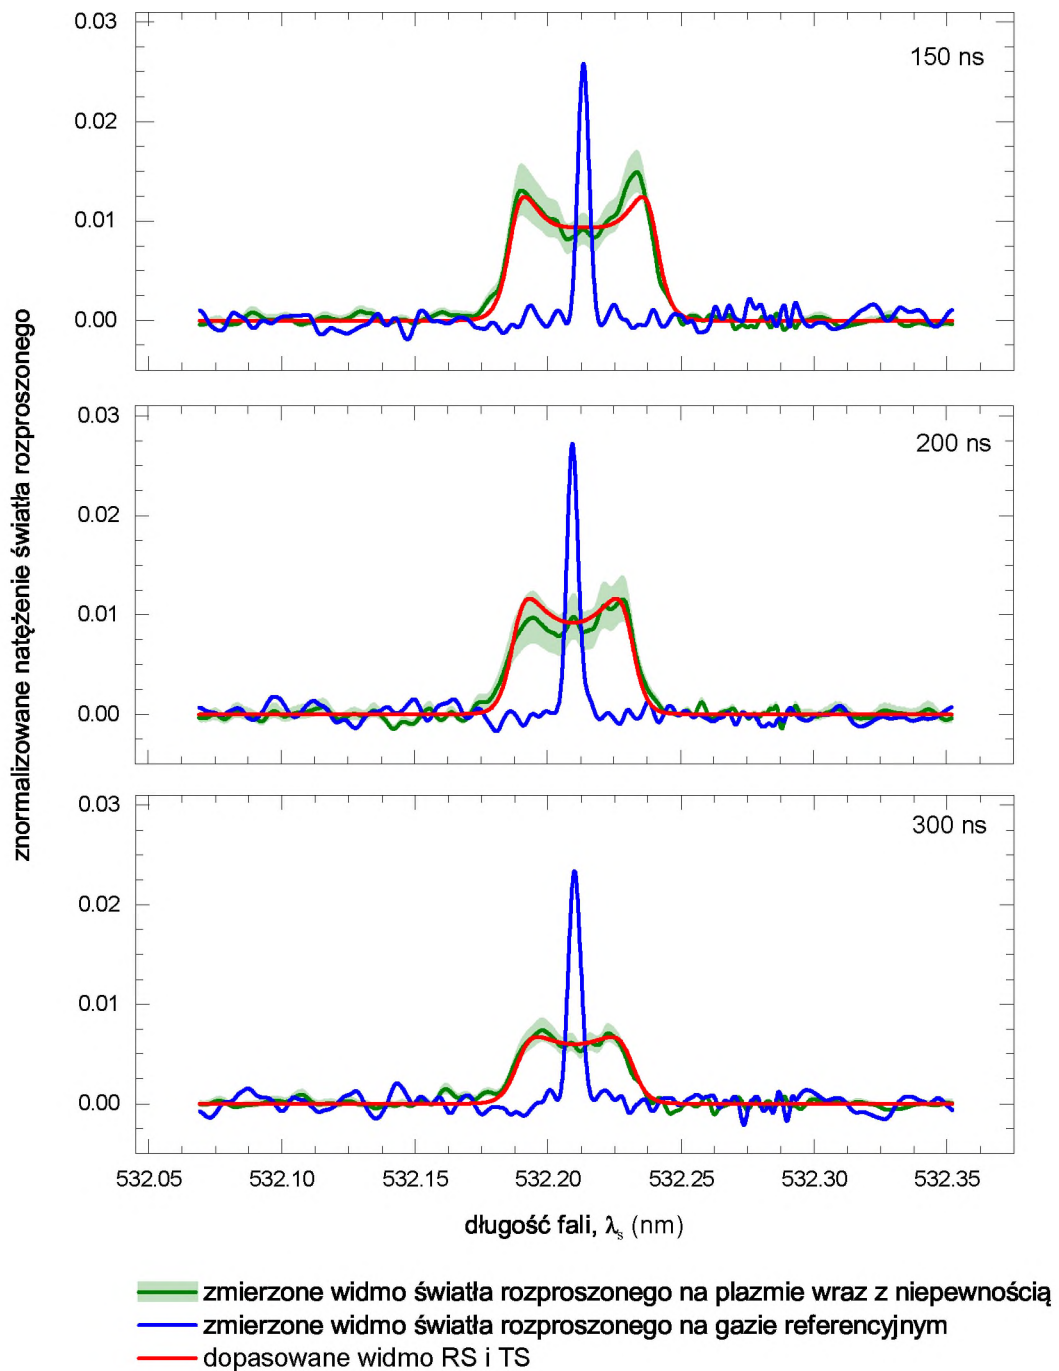 0.03
150 ns
0.02
0.01
0.00
0.03
200 ns
0.02
0.01
0.00
0.03
300 ns
0.02
0.01
0.00
znormalizowane natężenie światła rozproszonego
532.05 532.10 532.15 532.20 532.25 532.30 532.35
długość fali, λs (nm)
zmierzone widmo światła rozproszonego na plazmie wraz z niepewnością
zmierzone widmo światła rozproszonego na gazie referencyjnym
dopasowane widmo RS i TS